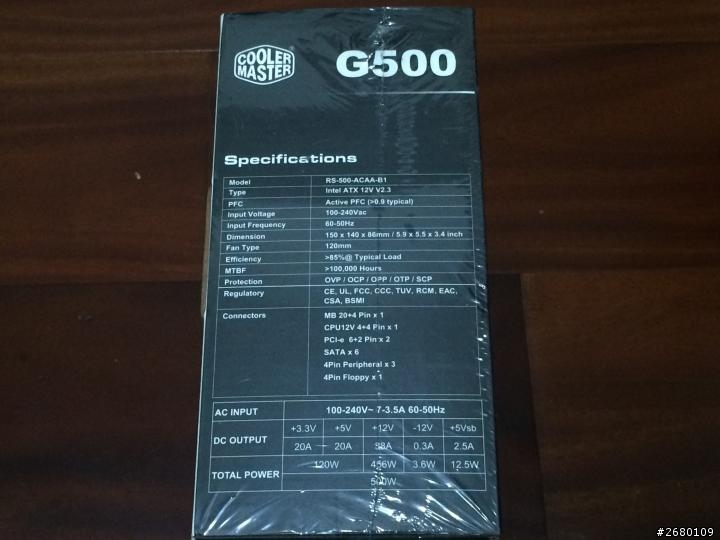 COOLER
MASTER
G500
Specifications
Model RS-500-ACAA-B1
Type Intel ATX 12V V2.3
PFC Active PFC (>0.9 typical)
Input Voltage 100-240Vac
Input Frequency 60-50Hz
Dimension 150 x 140 x 86mm / 5.9 x 5.5 x 3.4 inch
Fan Type 120mm
Efficiency >85%@ Typical Load
MTBF >100,000 Hours
Protection OVP / OCP / OPP / OTP / SCP
Regulatory CE, UL, FCC, CCC, TUV, RCM, EAC,
CSA, BSMI
Connectors MB 20+4 Pin x 1
CPU12V 4+4 Pin x 1
PCI-e 6+2 Pin x 2
SATA x 6
4Pin Peripheral x 3
4Pin Floppy x 1
AC INPUT 100-240V~ 7-3.5A 60-50Hz
DC OUTPUT +3.3V +5V +12V -12V +5Vsb
20A 20A 38A 0.3A 2.5A
TOTAL POWER 120W 456W 3.6W 12.5W
500W
#2680109